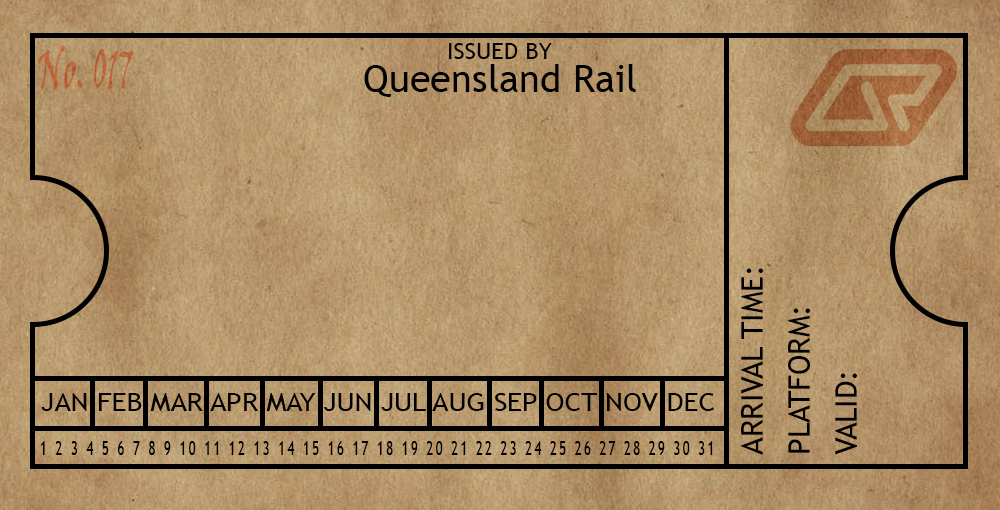 No. 017
ISSUED BY
Queensland Rail
QR
JAN FEB MAR APR MAY JUN JUL AUG SEP OCT NOV DEC
1 2 3 4 5 6 7 8 9 10 11 12 13 14 15 16 17 18 19 20 21 22 23 24 25 26 27 28 29 30 31
ARRIVAL TIME:
PLATFORM:
VALID: